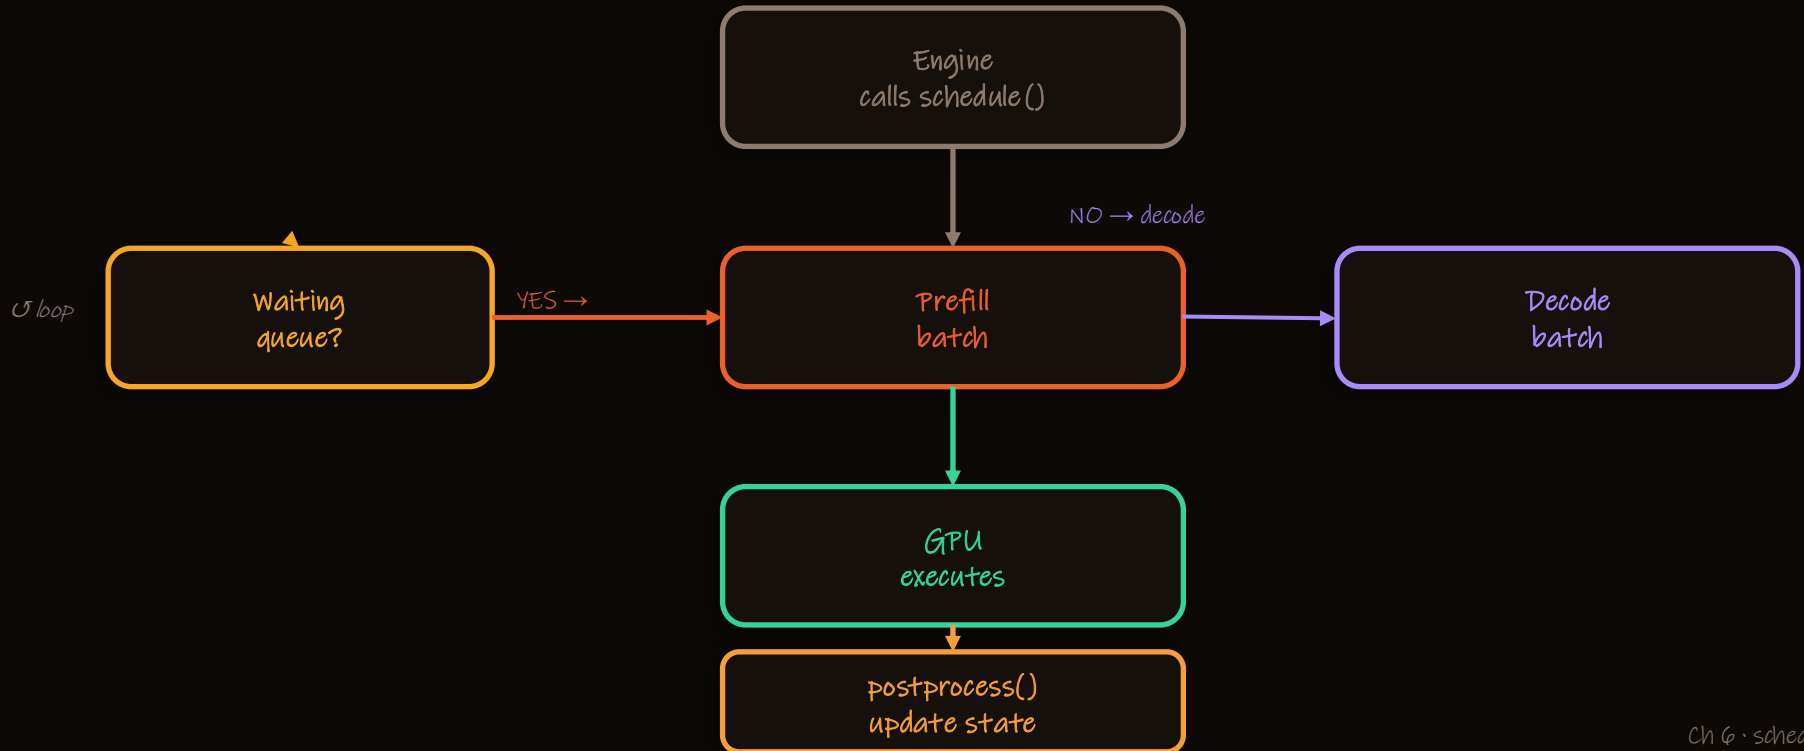 Engine
calls schedule()
NO → decode
↺ loop
Waiting
queue?
YES →
Prefill
batch
Decode
batch
GPU
executes
postprocess()
update state
Ch 6 · sched